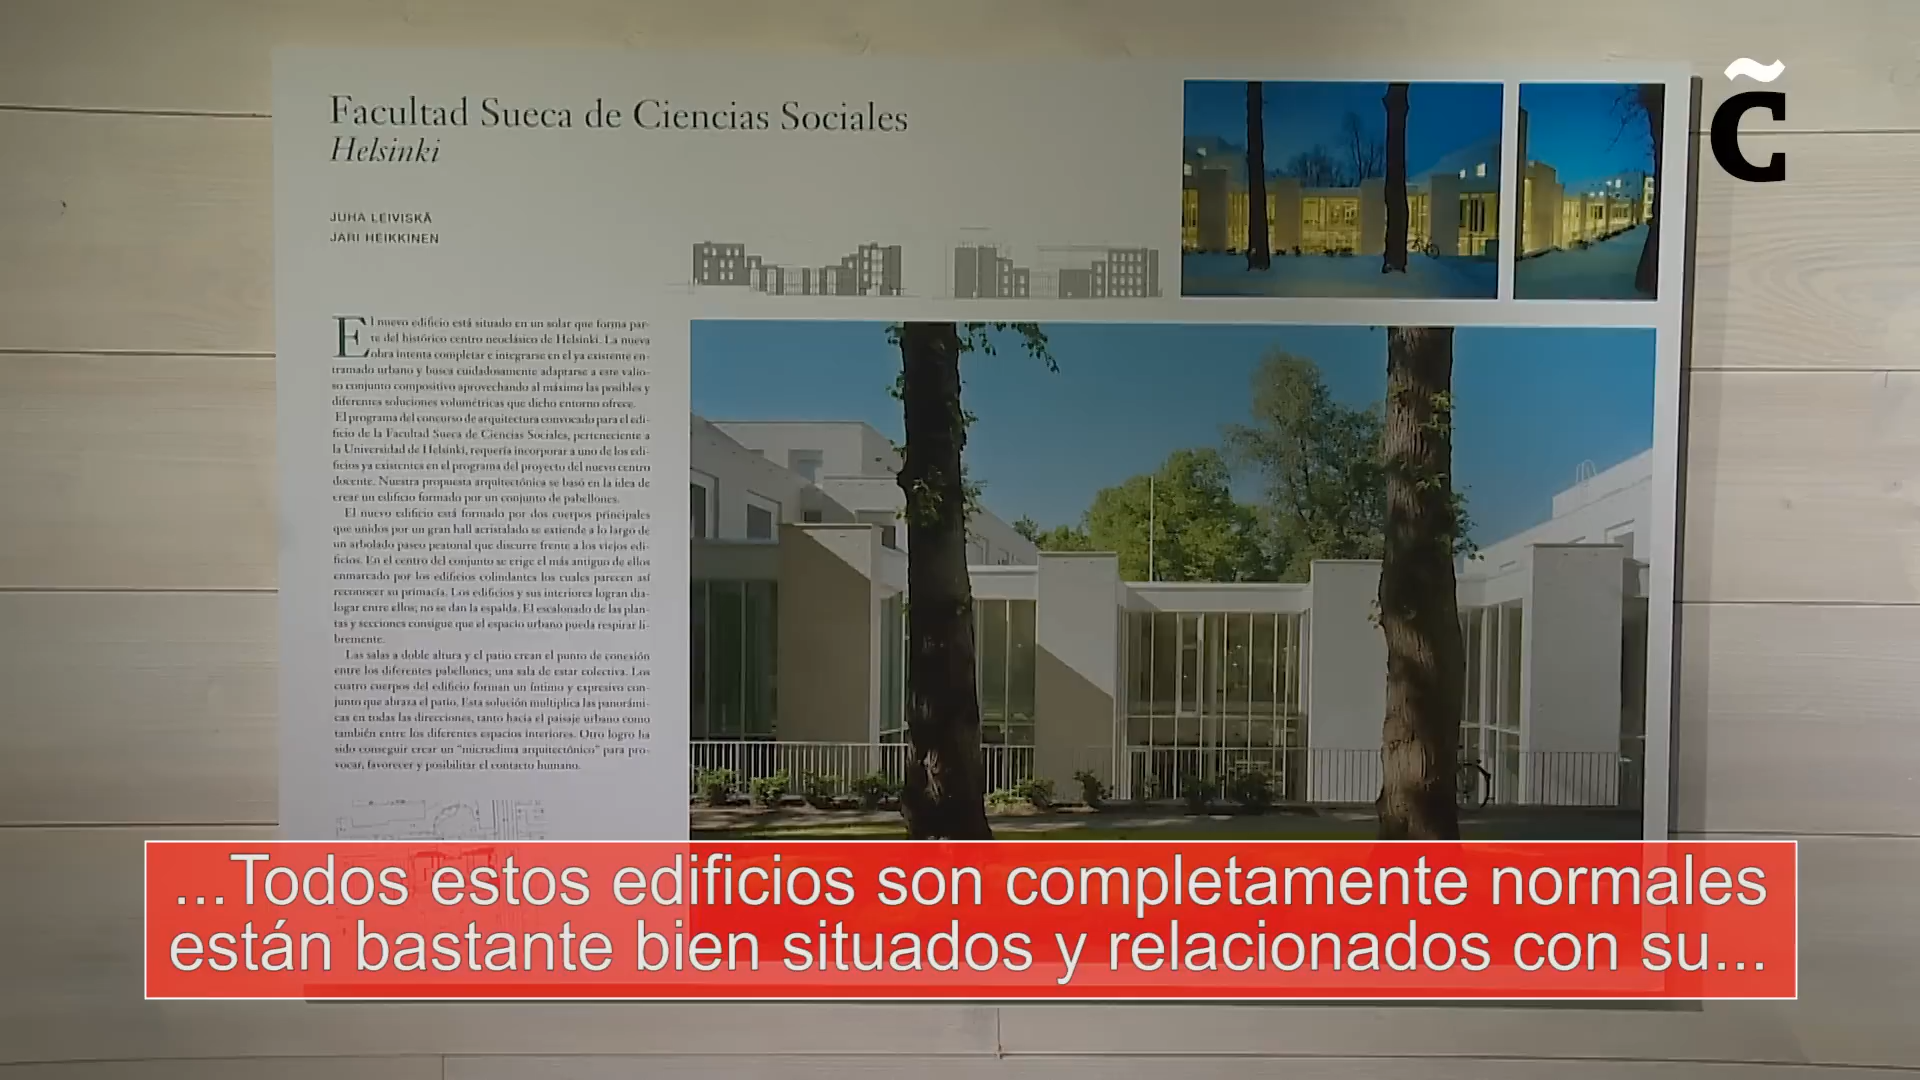 Facultad Sueca de Ciencias Sociales
Helsinki
JUHA LEIVISKÄ
JARI HEIKKINEN
El nuevo edificio está situado en un solar que forma par-
te del histórico centro neoclásico de Helsinki. La nueva
obra intenta completar e integrarse en el ya existente en-
tramado urbano y busca cuidadosamente adaptarse a este valio-
so conjunto compositivo aprovechando al máximo las posibles y
diferentes soluciones volumétricas que dicho entorno ofrece.
El programa del concurso de arquitectura convocado para el edi-
ficio de la Facultad Sueca de Ciencias Sociales, perteneciente a
la Universidad de Helsinki, requería incorporar a uno de los edi-
ficios ya existentes en el programa del proyecto del nuevo centro
docente. Nuestra propuesta arquitectónica se basó en la idea de
crear un edificio formado por un conjunto de pabellones.
El nuevo edificio está formado por dos cuerpos principales
que unidos por un gran hall acristalado se extiende a lo largo de
un arbolado paseo peatonal que discurre frente a los viejos edi-
ficios. En el centro del conjunto se erige el más antiguo de ellos
enmarcado por los edificios colindantes los cuales parecen así
reconocer su primacía. Los edificios y sus interiores logran dia-
logar entre ellos; no se dan la espalda. El escalonado de las plan-
tas y secciones consigue que el espacio urbano pueda respirar li-
bremente.
Las salas a doble altura y el patio crean el punto de conexión
entre los diferentes pabellones; una sala de estar colectiva. Los
cuatro cuerpos del edificio forman un íntimo y expresivo con-
junto que abraza el patio. Esta solución multiplica las panorámi-
cas en todas las direcciones, tanto hacia el paisaje urbano como
también entre los diferentes espacios interiores. Otro logro ha
sido conseguir crear un "microclima arquitectónico" para pro-
vocar, favorecer y posibilitar el contacto humano.
C̃
...Todos estos edificios son completamente normales
están bastante bien situados y relacionados con su...